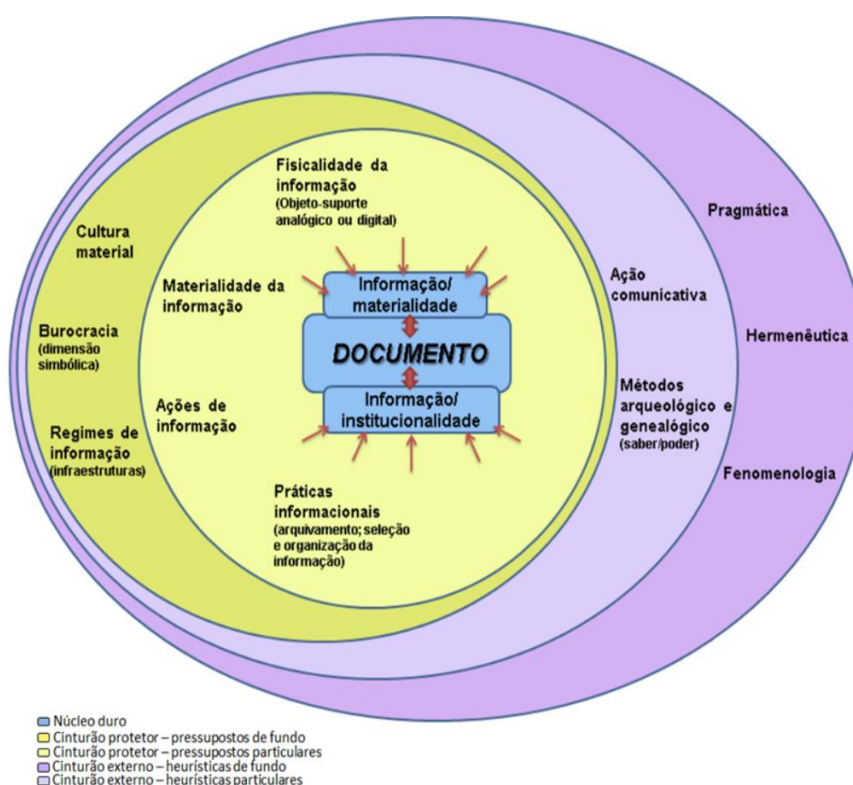 Fisicalidade da
informação
(Objeto-suporte
analógico ou digital)
Cultura
material
Materialidade da
informação
Burocracia
(dimensão
simbólica)
Ações de
informação
Regimes de
informação
(infraestruturas)
Práticas
informacionais
(arquivamento; seleção
e organização da
informação)
Informação/
materialidade
DOCUMENTO
Informação/
institucionalidade
Ação
comunicativa
Métodos
arqueológico e
genealógico
(saber/poder)
Pragmática
Hermenêutica
Fenomenologia
Núcleo duro
Cinturão protetor – pressupostos de fundo
Cinturão protetor – pressupostos particulares
Cinturão externo – heurísticas de fundo
Cinturão externo – heurísticas particulares